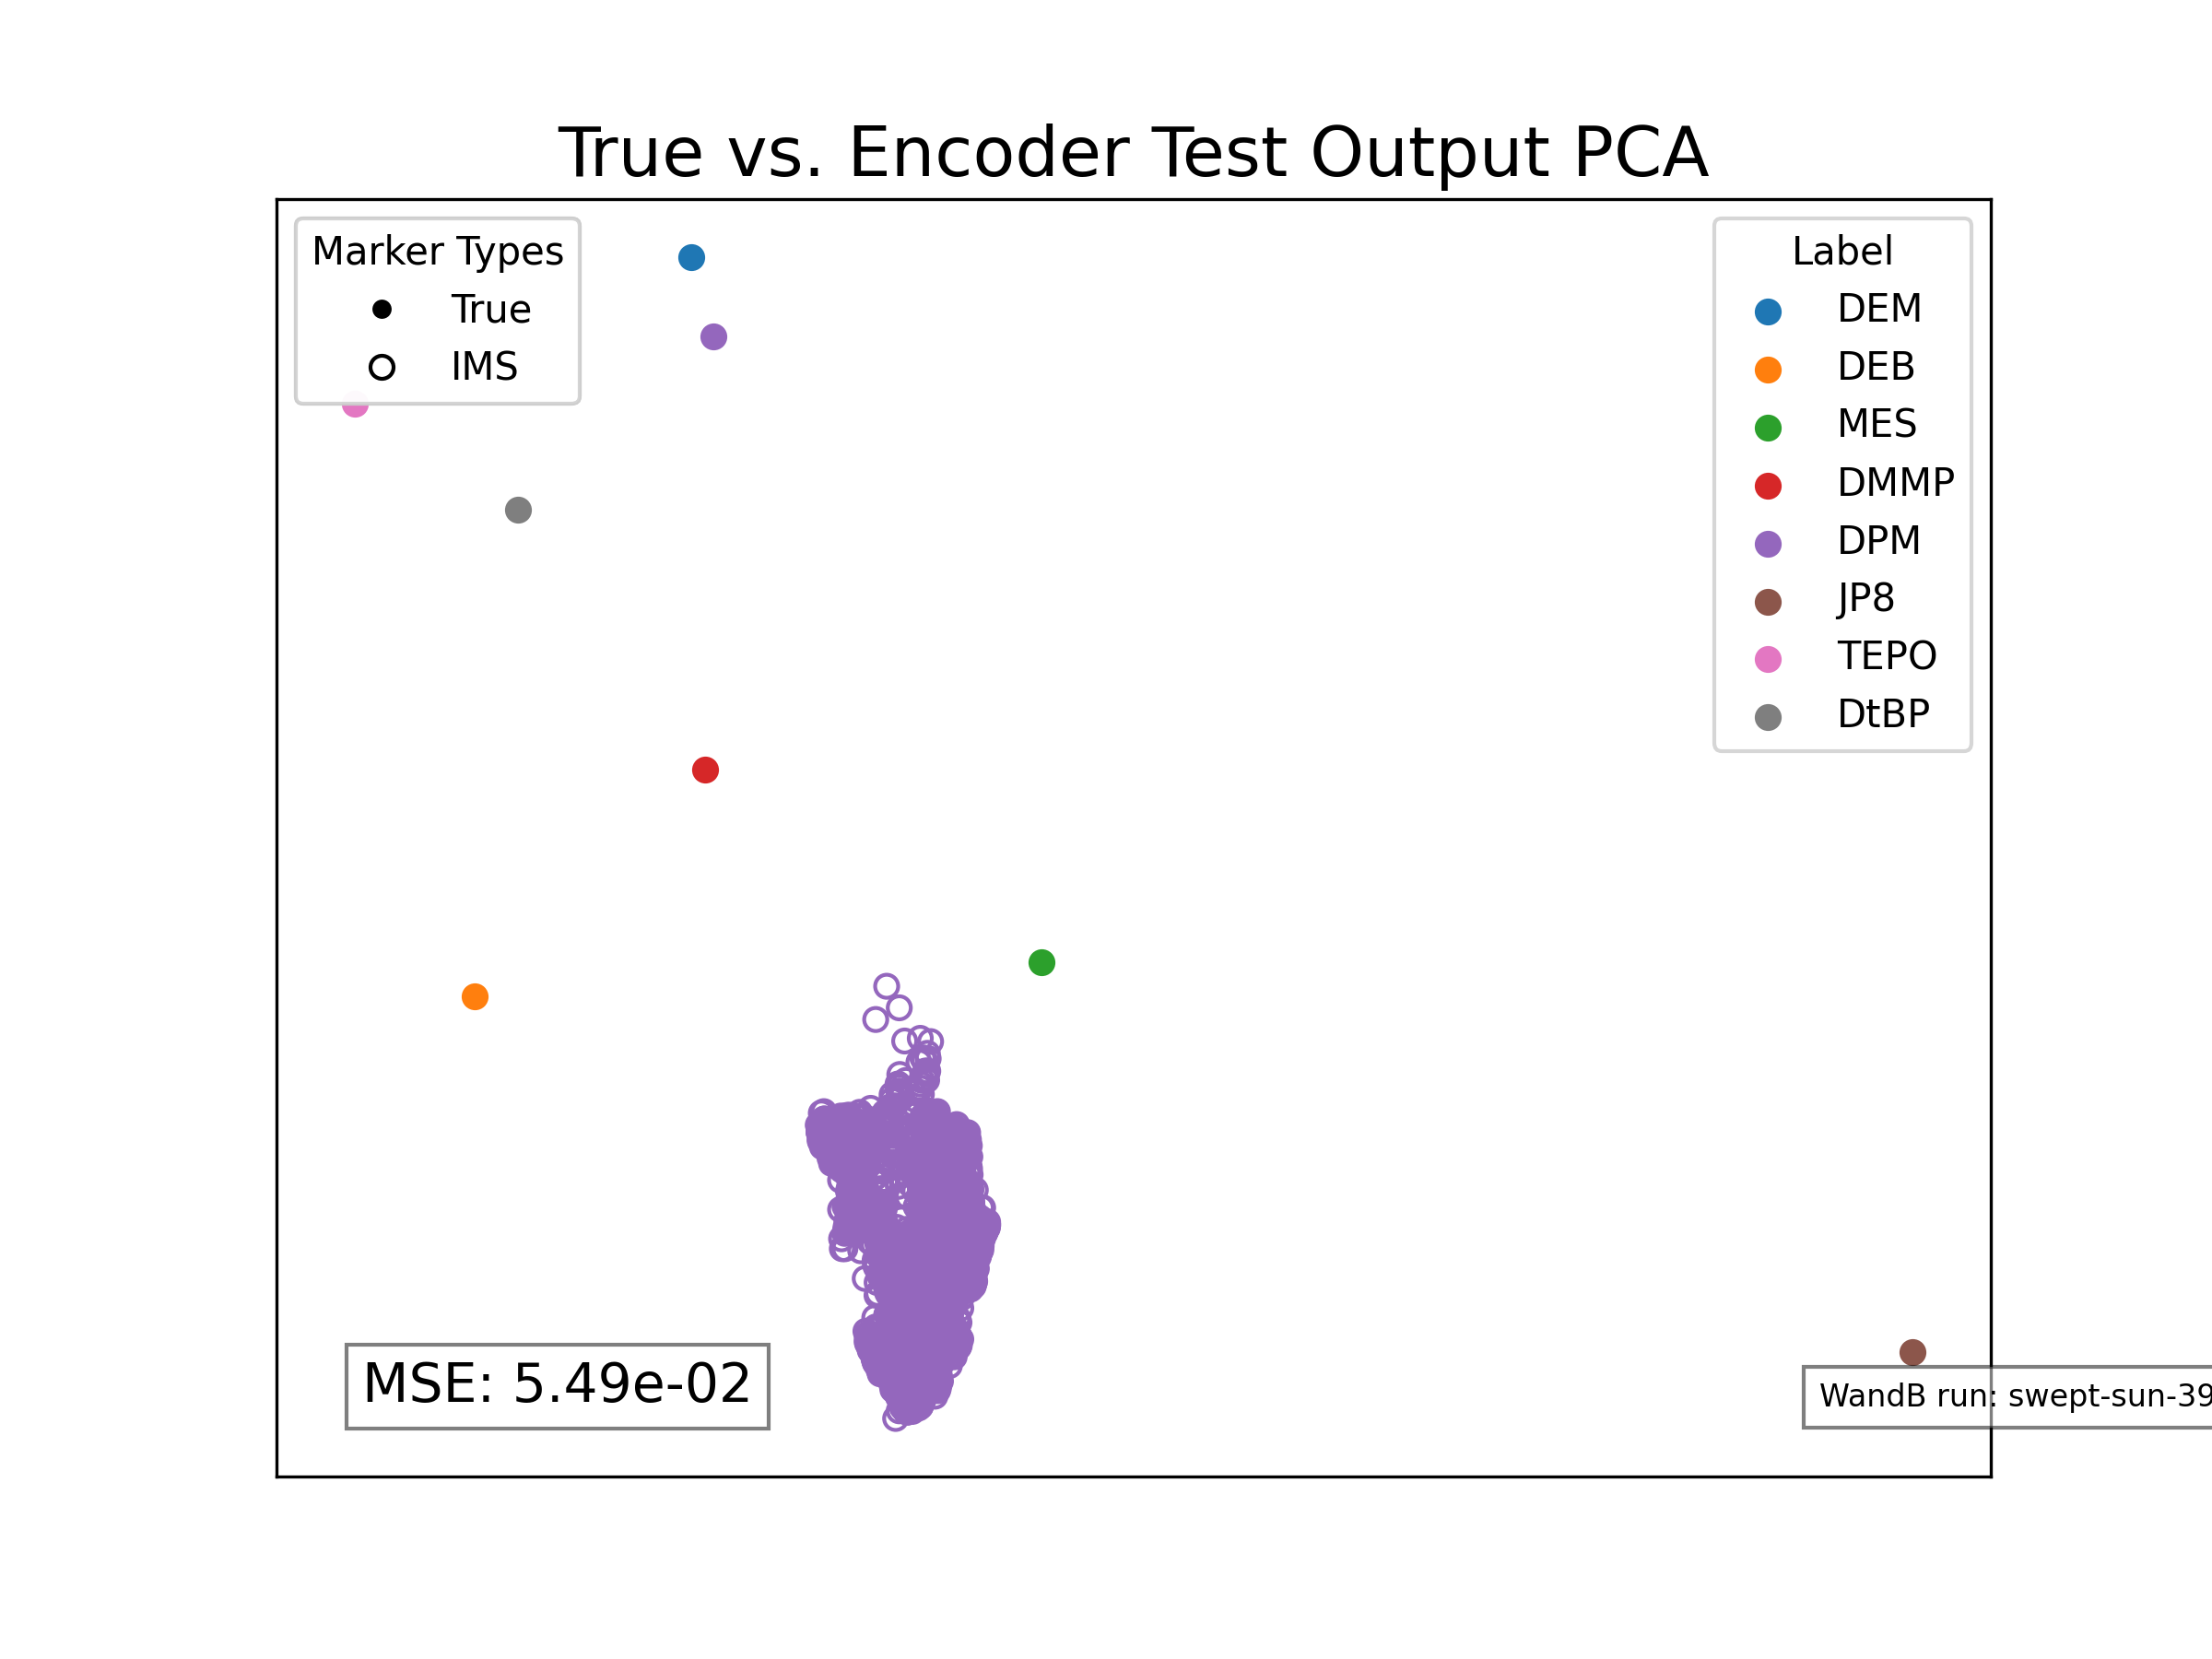 True vs. Encoder Test Output PCA
Marker Types
True
IMS
Label
DEM
DEB
MES
DMMP
DPM
JP8
TEPO
DtBP
MSE: 5.49e-02
WandB run: swept-sun-39